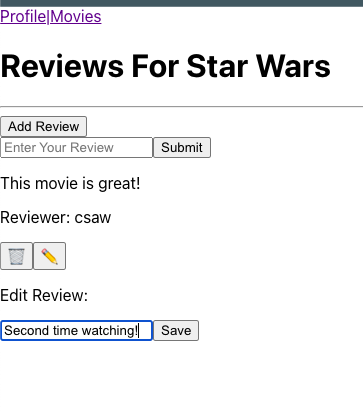 Profile|Movies
Reviews For Star Wars
Add Review
Enter Your Review Submit
This movie is great!
Reviewer: csaw
Edit Review:
Second time watching! Save